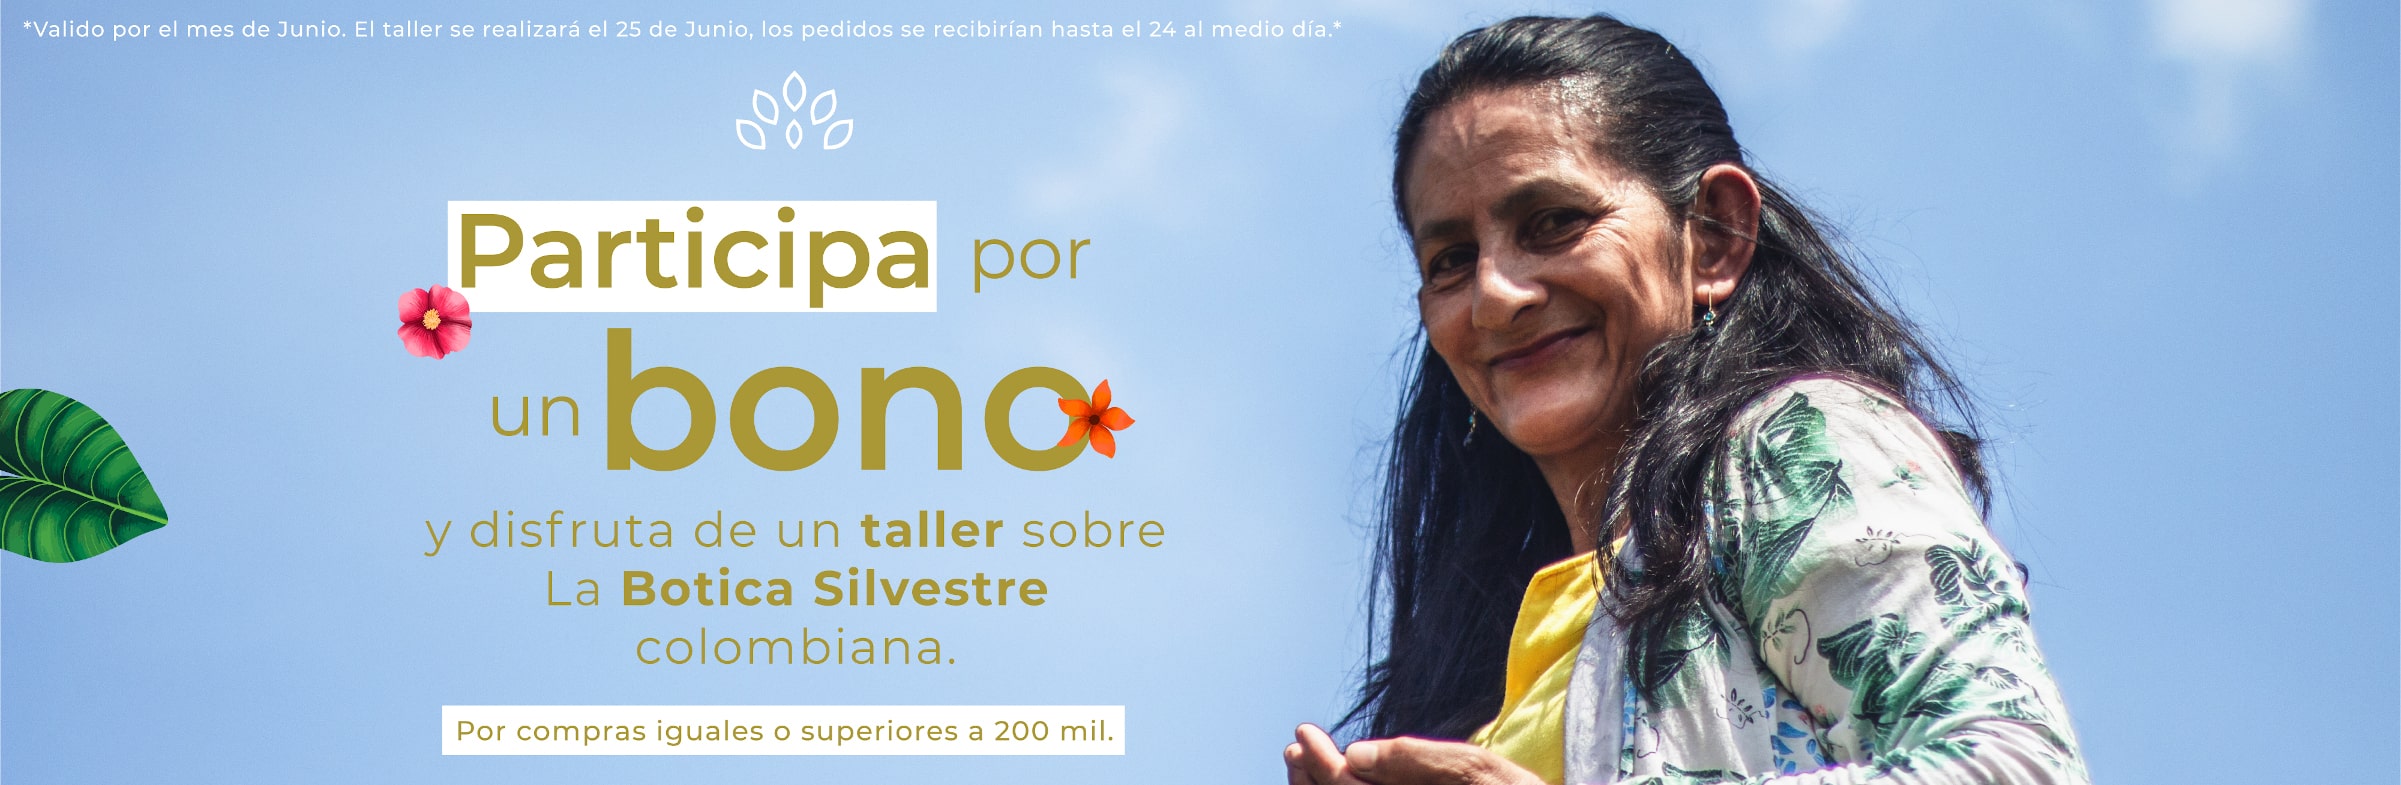 *Valido por el mes de Junio. El taller se realizará el 25 de Junio, los pedidos se recibirían hasta el 24 al medio día.*
Participa por
un bono
y disfruta de un taller sobre
La Botica Silvestre
colombiana.
Por compras iguales o superiores a 200 mil.